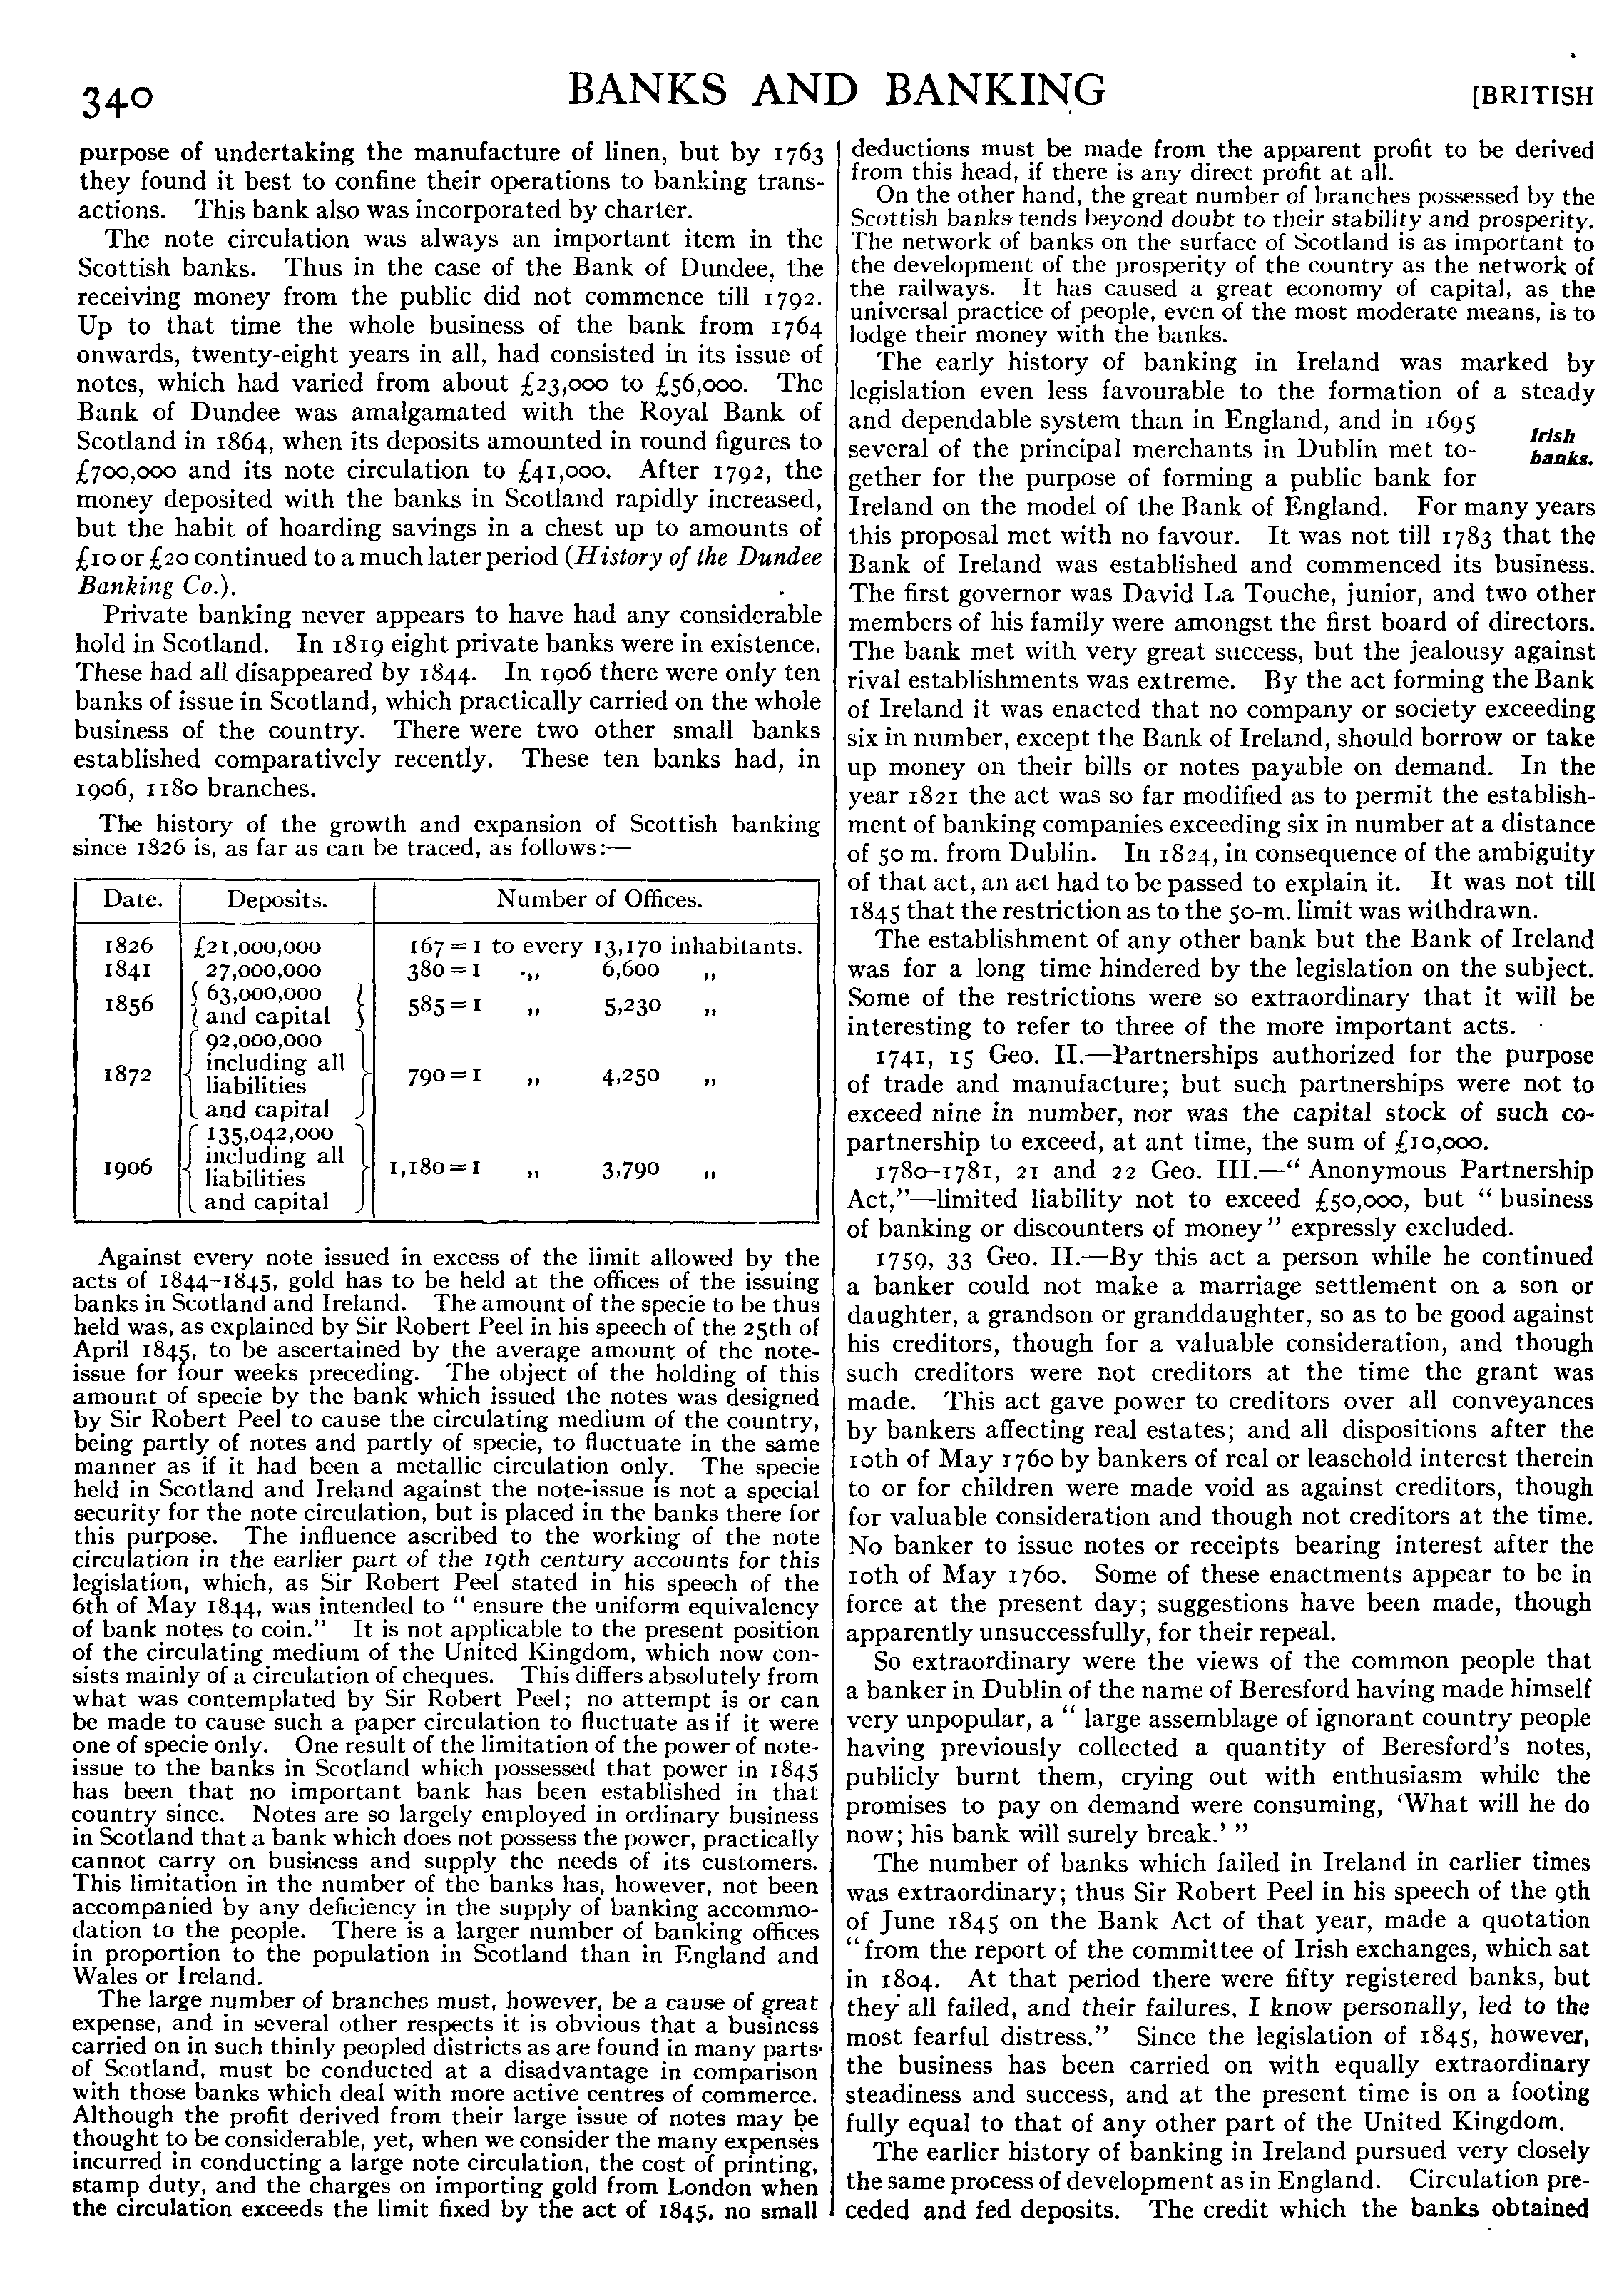 340
BANKS AND BANKING
[BRITISH
purpose of undertaking the manufacture of linen, but by 1763
they found it best to confine their operations to banking trans-
actions. This bank also was incorporated by charter.
The note circulation was always an important item in the
Scottish banks. Thus in the case of the Bank of Dundee, the
receiving money from the public did not commence till 1792.
Up to that time the whole business of the bank from 1764
onwards, twenty-eight years in all, had consisted in its issue of
notes, which had varied from about £23,000 to £56,000. The
Bank of Dundee was amalgamated with the Royal Bank of
Scotland in 1864, when its deposits amounted in round figures to
£700,000 and its note circulation to £41,000. After 1792, the
money deposited with the banks in Scotland rapidly increased,
but the habit of hoarding savings in a chest up to amounts of
£10 or £20 continued to a much later period (History of the Dundee
Banking Co.).
Private banking never appears to have had any considerable
hold in Scotland. In 1819 eight private banks were in existence.
These had all disappeared by 1844. In 1906 there were only ten
banks of issue in Scotland, which practically carried on the whole
business of the country. There were two other small banks
established comparatively recently. These ten banks had, in
1906, 1180 branches.
The history of the growth and expansion of Scottish banking
since 1826 is, as far as can be traced, as follows:—
Date. Deposits. Number of Offices.
1826 £21,000,000 167 = 1 to every 13,170 inhabitants.
1841 27,000,000 380 = 1 ,, 6,600 ,,
1856 { 63,000,000 and capital } 585 = 1 ,, 5,230 ,,
1872 { 92,000,000 including all liabilities and capital } 790 = 1 ,, 4,250 ,,
1906 { 135,042,000 including all liabilities and capital } 1,180 = 1 ,, 3,790 ,,
Against every note issued in excess of the limit allowed by the
acts of 1844-1845, gold has to be held at the offices of the issuing
banks in Scotland and Ireland. The amount of the specie to be thus
held was, as explained by Sir Robert Peel in his speech of the 25th of
April 1845, to be ascertained by the average amount of the note-
issue for four weeks preceding. The object of the holding of this
amount of specie by the bank which issued the notes was designed
by Sir Robert Peel to cause the circulating medium of the country,
being partly of notes and partly of specie, to fluctuate in the same
manner as if it had been a metallic circulation only. The specie
held in Scotland and Ireland against the note-issue is not a special
security for the note circulation, but is placed in the banks there for
this purpose. The influence ascribed to the working of the note
circulation in the earlier part of the 19th century accounts for this
legislation, which, as Sir Robert Peel stated in his speech of the
6th of May 1844, was intended to “ ensure the uniform equivalency
of bank notes to coin.” It is not applicable to the present position
of the circulating medium of the United Kingdom, which now con-
sists mainly of a circulation of cheques. This differs absolutely from
what was contemplated by Sir Robert Peel; no attempt is or can
be made to cause such a paper circulation to fluctuate as if it were
one of specie only. One result of the limitation of the power of note-
issue to the banks in Scotland which possessed that power in 1845
has been that no important bank has been established in that
country since. Notes are so largely employed in ordinary business
in Scotland that a bank which does not possess the power, practically
cannot carry on business and supply the needs of its customers.
This limitation in the number of the banks has, however, not been
accompanied by any deficiency in the supply of banking accommo-
dation to the people. There is a larger number of banking offices
in proportion to the population in Scotland than in England and
Wales or Ireland.
The large number of branches must, however, be a cause of great
expense, and in several other respects it is obvious that a business
carried on in such thinly peopled districts as are found in many parts
of Scotland, must be conducted at a disadvantage in comparison
with those banks which deal with more active centres of commerce.
Although the profit derived from their large issue of notes may be
thought to be considerable, yet, when we consider the many expenses
incurred in conducting a large note circulation, the cost of printing,
stamp duty, and the charges on importing gold from London when
the circulation exceeds the limit fixed by the act of 1845, no small
deductions must be made from the apparent profit to be derived
from this head, if there is any direct profit at all.
On the other hand, the great number of branches possessed by the
Scottish banks tends beyond doubt to their stability and prosperity.
The network of banks on the surface of Scotland is as important to
the development of the prosperity of the country as the network of
the railways. It has caused a great economy of capital, as the
universal practice of people, even of the most moderate means, is to
lodge their money with the banks.
The early history of banking in Ireland was marked by
legislation even less favourable to the formation of a steady
and dependable system than in England, and in 1695
several of the principal merchants in Dublin met to-
gether for the purpose of forming a public bank for
Irish
banks.
Ireland on the model of the Bank of England. For many years
this proposal met with no favour. It was not till 1783 that the
Bank of Ireland was established and commenced its business.
The first governor was David La Touche, junior, and two other
members of his family were amongst the first board of directors.
The bank met with very great success, but the jealousy against
rival establishments was extreme. By the act forming the Bank
of Ireland it was enacted that no company or society exceeding
six in number, except the Bank of Ireland, should borrow or take
up money on their bills or notes payable on demand. In the
year 1821 the act was so far modified as to permit the establish-
ment of banking companies exceeding six in number at a distance
of 50 m. from Dublin. In 1824, in consequence of the ambiguity
of that act, an act had to be passed to explain it. It was not till
1845 that the restriction as to the 50-m. limit was withdrawn.
The establishment of any other bank but the Bank of Ireland
was for a long time hindered by the legislation on the subject.
Some of the restrictions were so extraordinary that it will be
interesting to refer to three of the more important acts.
1741, 15 Geo. II.—Partnerships authorized for the purpose
of trade and manufacture; but such partnerships were not to
exceed nine in number, nor was the capital stock of such co-
partnership to exceed, at ant time, the sum of £10,000.
1780-1781, 21 and 22 Geo. III.—“ Anonymous Partnership
Act,”—limited liability not to exceed £50,000, but “ business
of banking or discounters of money ” expressly excluded.
1759, 33 Geo. II.—By this act a person while he continued
a banker could not make a marriage settlement on a son or
daughter, a grandson or granddaughter, so as to be good against
his creditors, though for a valuable consideration, and though
such creditors were not creditors at the time the grant was
made. This act gave power to creditors over all conveyances
by bankers affecting real estates; and all dispositions after the
10th of May 1760 by bankers of real or leasehold interest therein
to or for children were made void as against creditors, though
for valuable consideration and though not creditors at the time.
No banker to issue notes or receipts bearing interest after the
10th of May 1760. Some of these enactments appear to be in
force at the present day; suggestions have been made, though
apparently unsuccessfully, for their repeal.
So extraordinary were the views of the common people that
a banker in Dublin of the name of Beresford having made himself
very unpopular, a “ large assemblage of ignorant country people
having previously collected a quantity of Beresford’s notes,
publicly burnt them, crying out with enthusiasm while the
promises to pay on demand were consuming, ‘What will he do
now; his bank will surely break.’ ”
The number of banks which failed in Ireland in earlier times
was extraordinary; thus Sir Robert Peel in his speech of the 9th
of June 1845 on the Bank Act of that year, made a quotation
“ from the report of the committee of Irish exchanges, which sat
in 1804. At that period there were fifty registered banks, but
they all failed, and their failures, I know personally, led to the
most fearful distress.” Since the legislation of 1845, however,
the business has been carried on with equally extraordinary
steadiness and success, and at the present time is on a footing
fully equal to that of any other part of the United Kingdom.
The earlier history of banking in Ireland pursued very closely
the same process of development as in England. Circulation pre-
ceded and fed deposits. The credit which the banks obtained